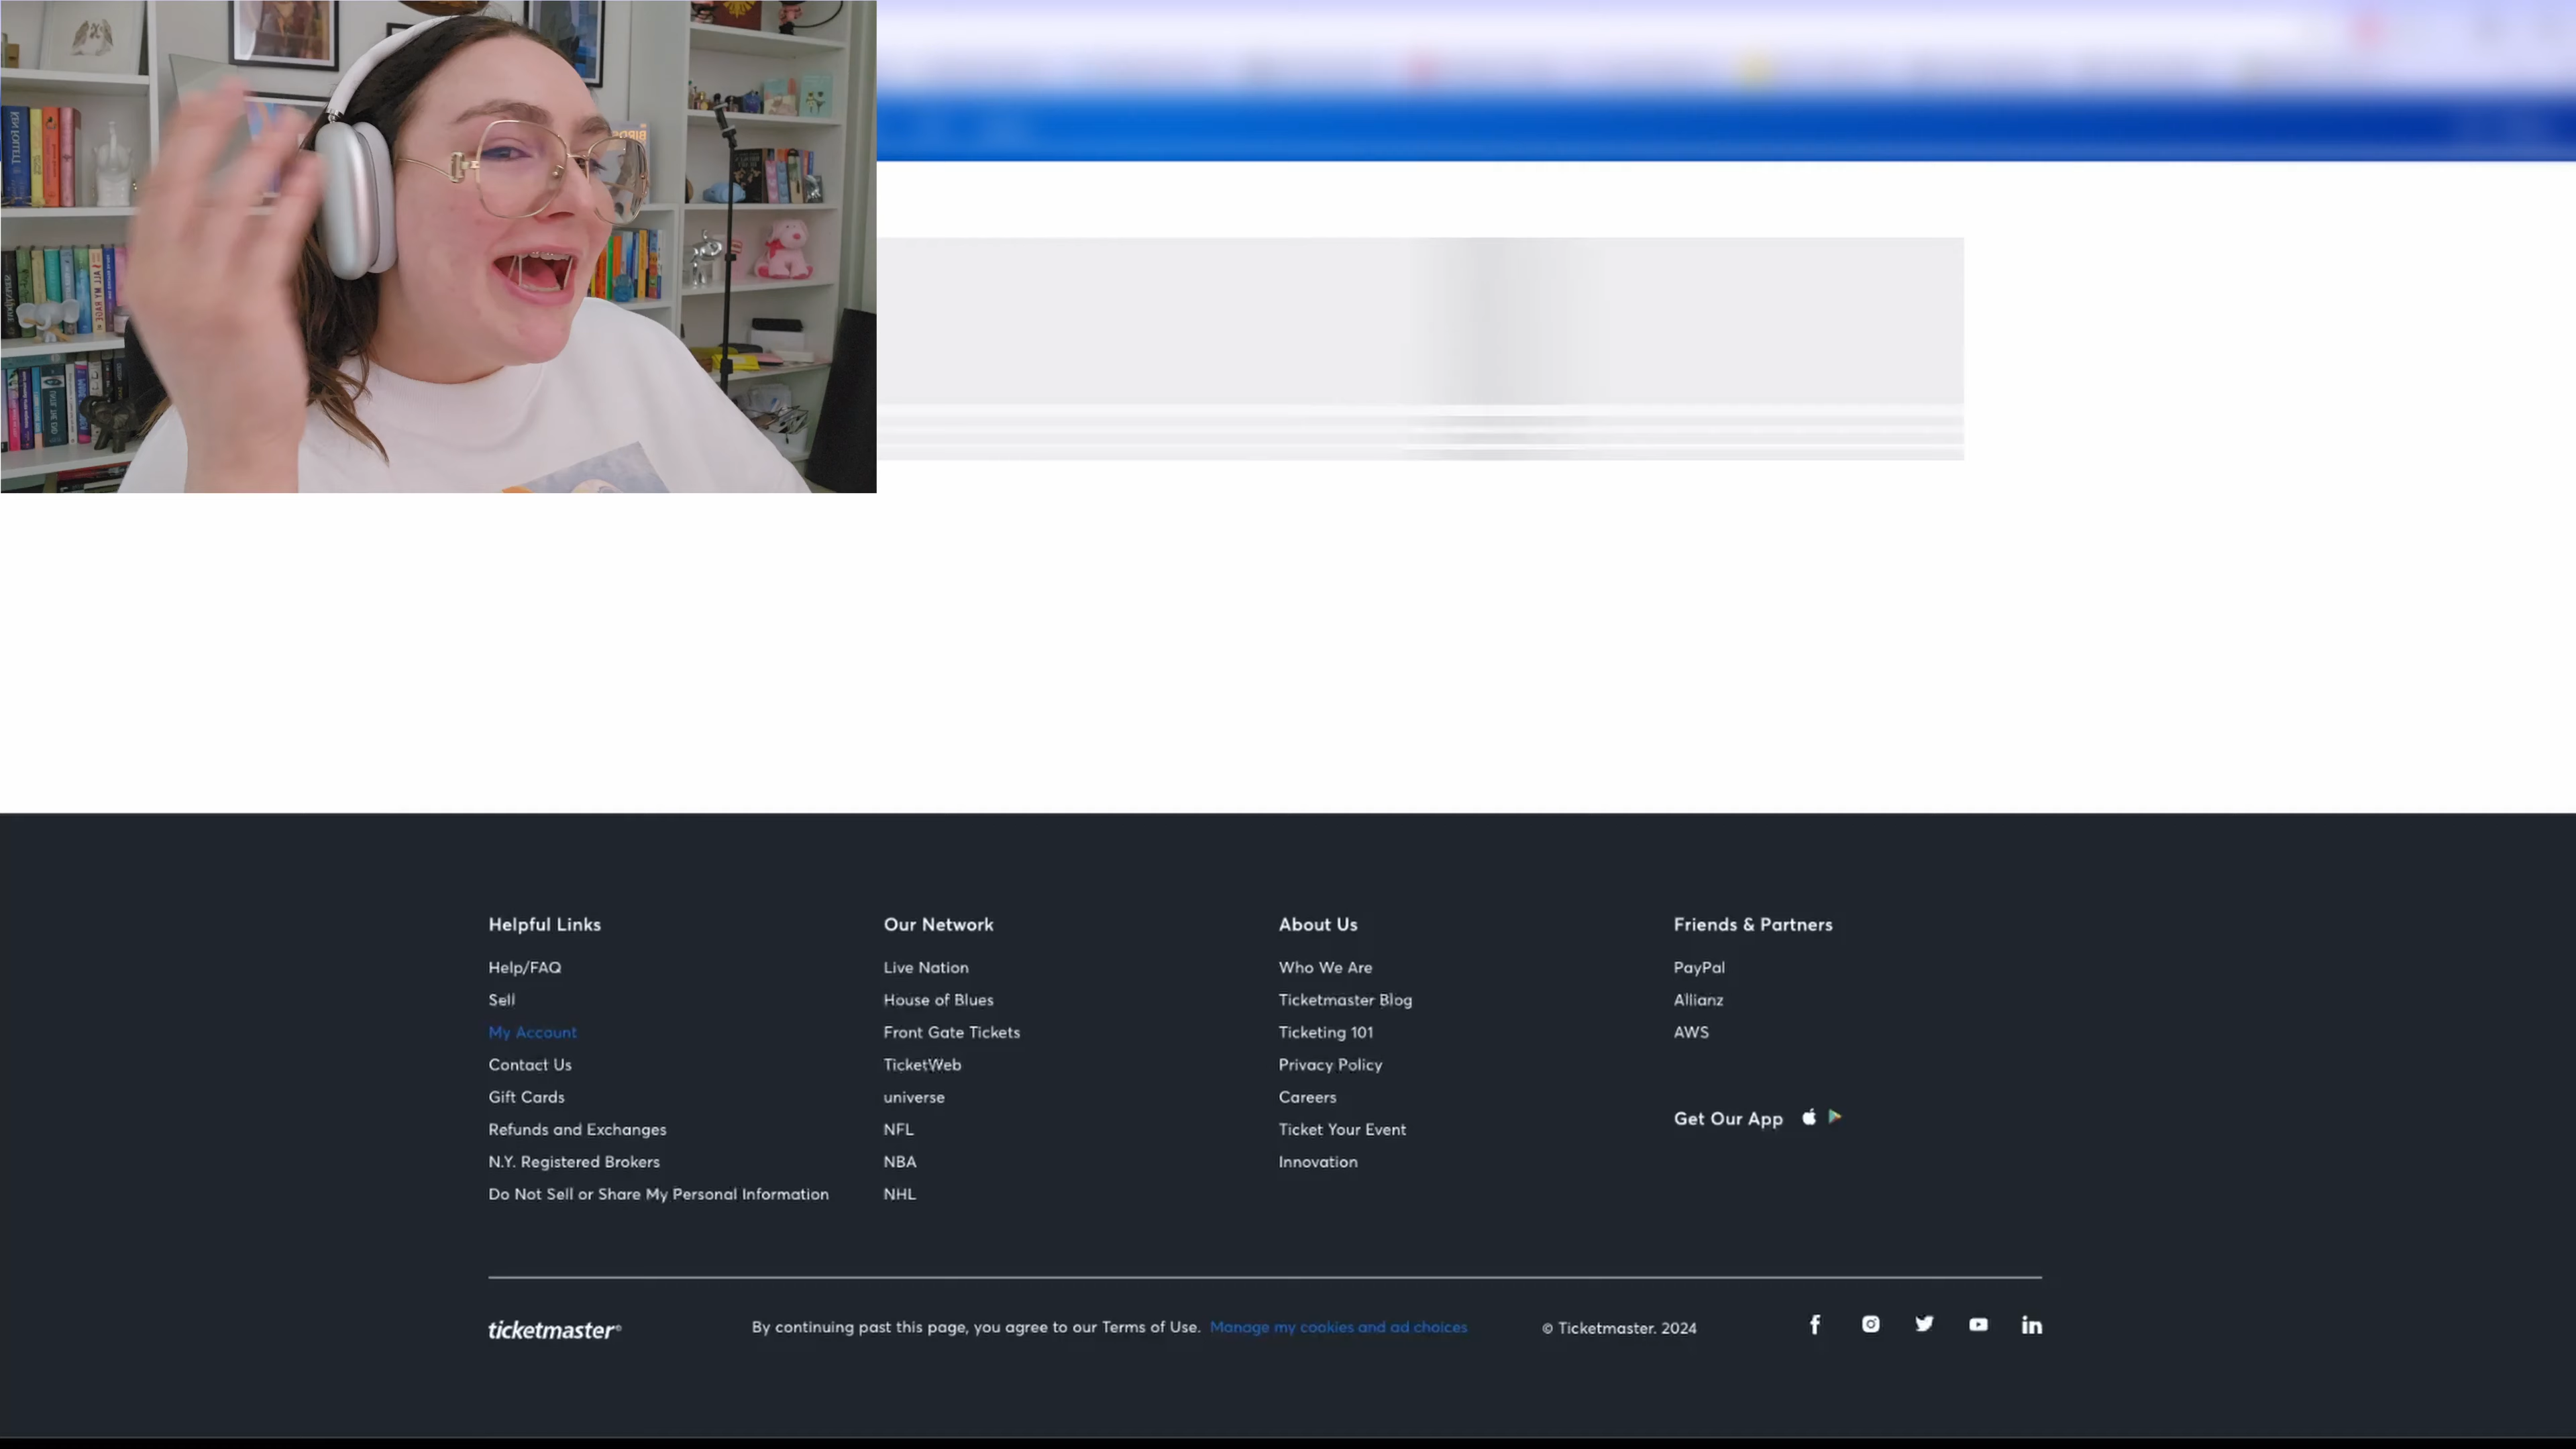 Helpful Links
Help/FAQ
Sell
My Account
Contact Us
Gift Cards
Refunds and Exchanges
N.Y. Registered Brokers
Do Not Sell or Share My Personal Information
Our Network
Live Nation
House of Blues
Front Gate Tickets
TicketWeb
universe
NFL
NBA
NHL
About Us
Who We Are
Ticketmaster Blog
Ticketing 101
Privacy Policy
Careers
Ticket Your Event
Innovation
Friends & Partners
PayPal
Allianz
AWS
Get Our App
ticketmaster®
By continuing past this page, you agree to our Terms of Use. Manage my cookies and ad choices
© Ticketmaster. 2024
KEN FOLLETT
BIRDS